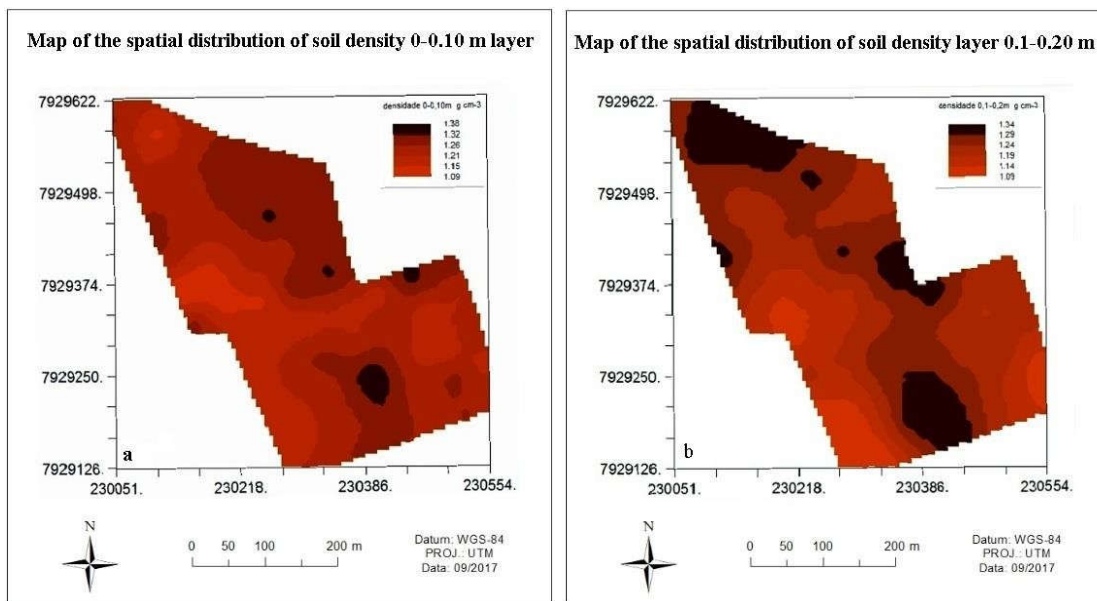 Map of the spatial distribution of soil density 0-0.10 m layer
densidade 0-0,10m g cm-3
1.38
1.32
1.26
1.21
1.15
1.09
7929622.
7929498.
7929374.
7929250.
7929126.
a
230051.
230218.
230386.
230554.
N
0 50 100 200 m
Datum: WGS-84
PROJ.: UTM
Data: 09/2017
Map of the spatial distribution of soil density layer 0.1-0.20 m
densidade 0,1-0,2m g cm-3
1.34
1.29
1.24
1.19
1.14
1.09
7929622.
7929498.
7929374.
7929250.
7929126.
b
230051.
230218.
230386.
230554.
N
0 50 100 200 m
Datum: WGS-84
PROJ.: UTM
Data: 09/2017